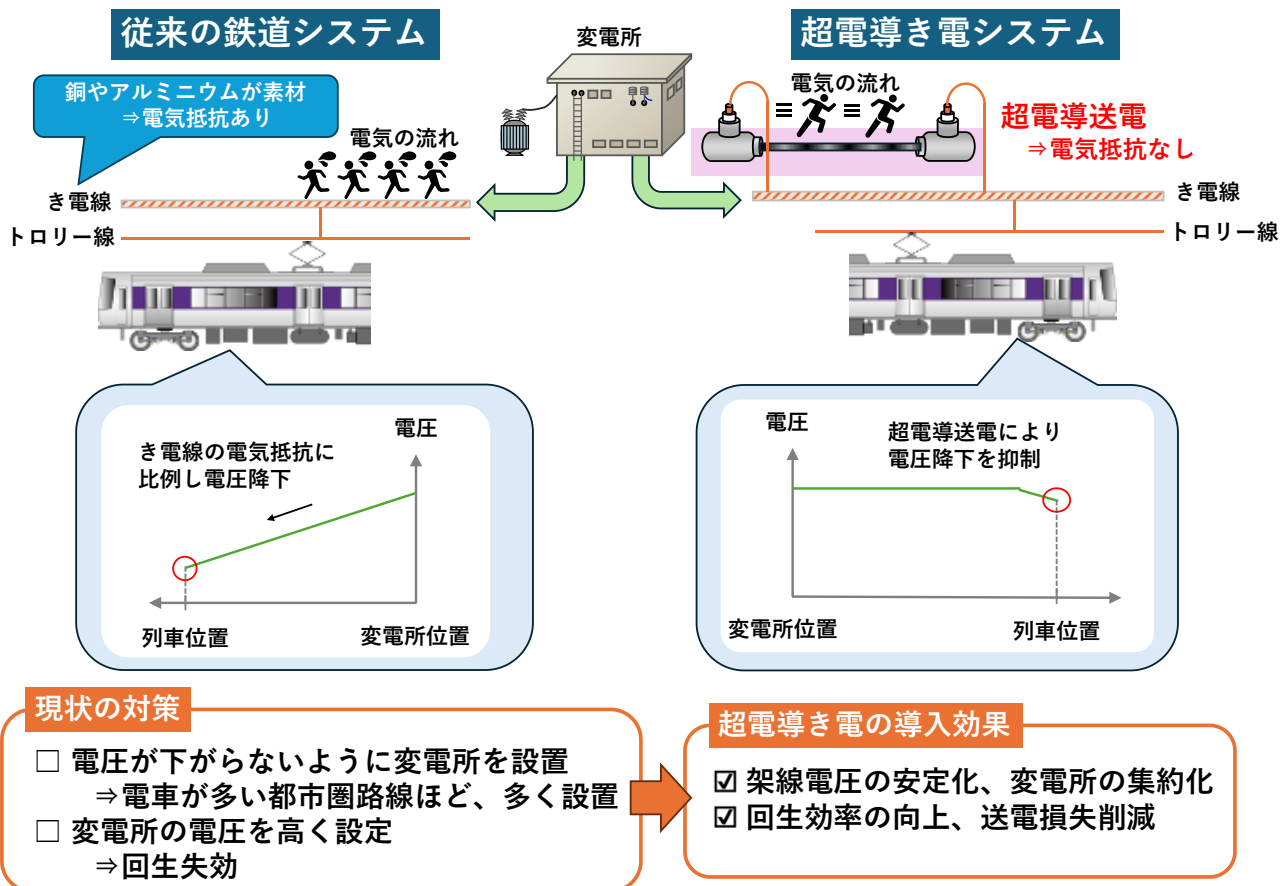 従来の鉄道システム
変電所
超電導き電システム
銅やアルミニウムが素材
⇒電気抵抗あり
電気の流れ
き電線
トロリー線
電気の流れ
超電導送電
⇒電気抵抗なし
き電線
トロリー線
電圧
き電線の電気抵抗に
比例し電圧降下
列車位置
変電所位置
電圧
超電導送電により
電圧降下を抑制
変電所位置
列車位置
現状の対策
□ 電圧が下がらないように変電所を設置
⇒電車が多い都市圏路線ほど、多く設置
□ 変電所の電圧を高く設定
⇒回生失効
超電導き電の導入効果
☑ 架線電圧の安定化、変電所の集約化
☑ 回生効率の向上、送電損失削減